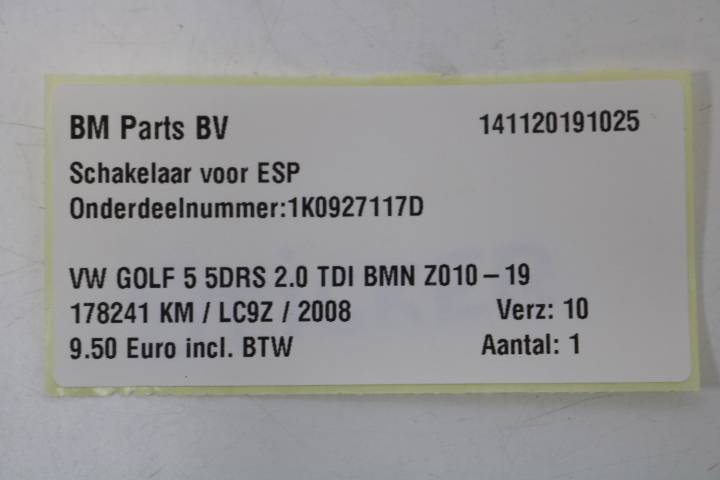 BM Parts BV 141120191025
Schakelaar voor ESP
Onderdeelnummer:1K0927117D
VW GOLF 5 5DRS 2.0 TDI BMN Z010-19
178241 KM / LC9Z / 2008 Verz: 10
9.50 Euro incl. BTW Aantal: 1